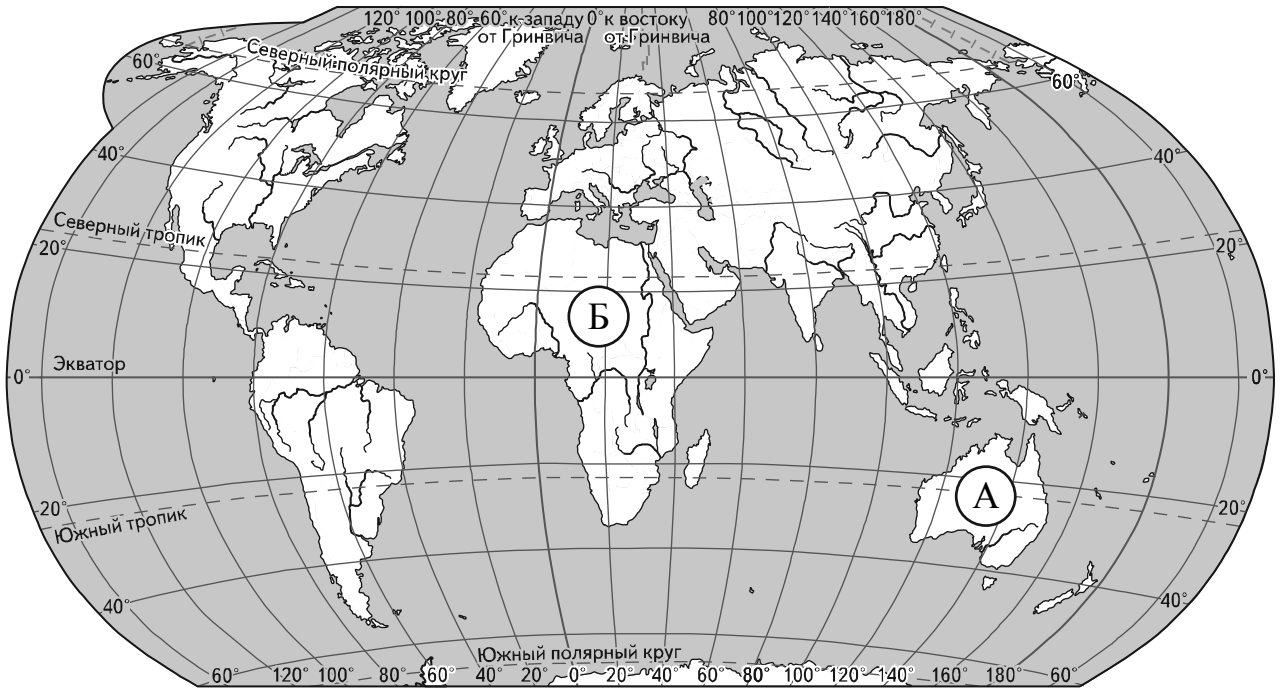 120° 100° 80° 60° к западу 0° к востоку 80° 100° 120° 140° 160° 180°
от Гринвича от Гринвича
Северный полярный круг
60° 60°
40° 40°
Северный тропик
20° 20°
Б
Экватор
0° 0°
А
20° 20°
Южный тропик
40° 40°
Южный полярный круг
60° 120° 100° 80° 60° 40° 20° 0° 20° 40° 60° 80° 100° 120° 140° 160° 180° 60°